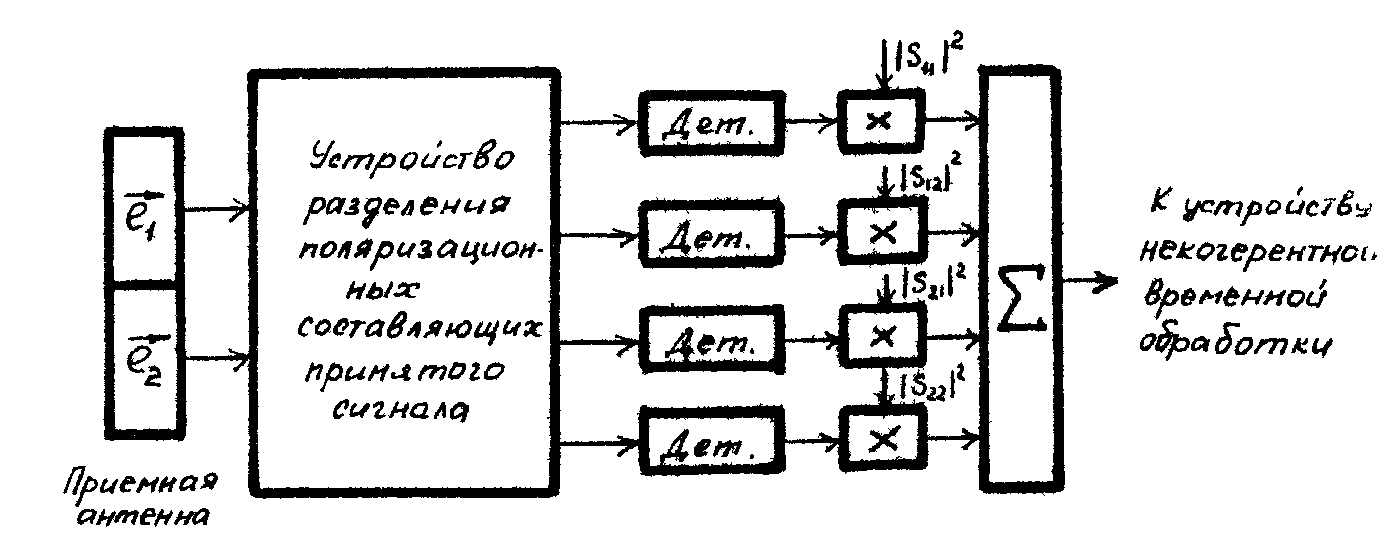 e₁
e₂
Приемная
антенна
Устройство
разделения
поляризацион-
ных
составляющих
принятого
сигнала
Дет.
Дет.
Дет.
Дет.
|S₁₁|²
×
|S₁₂|²
×
|S₂₁|²
×
|S₂₂|²
×
Σ
К устройству
некогерентной
временной
обработки